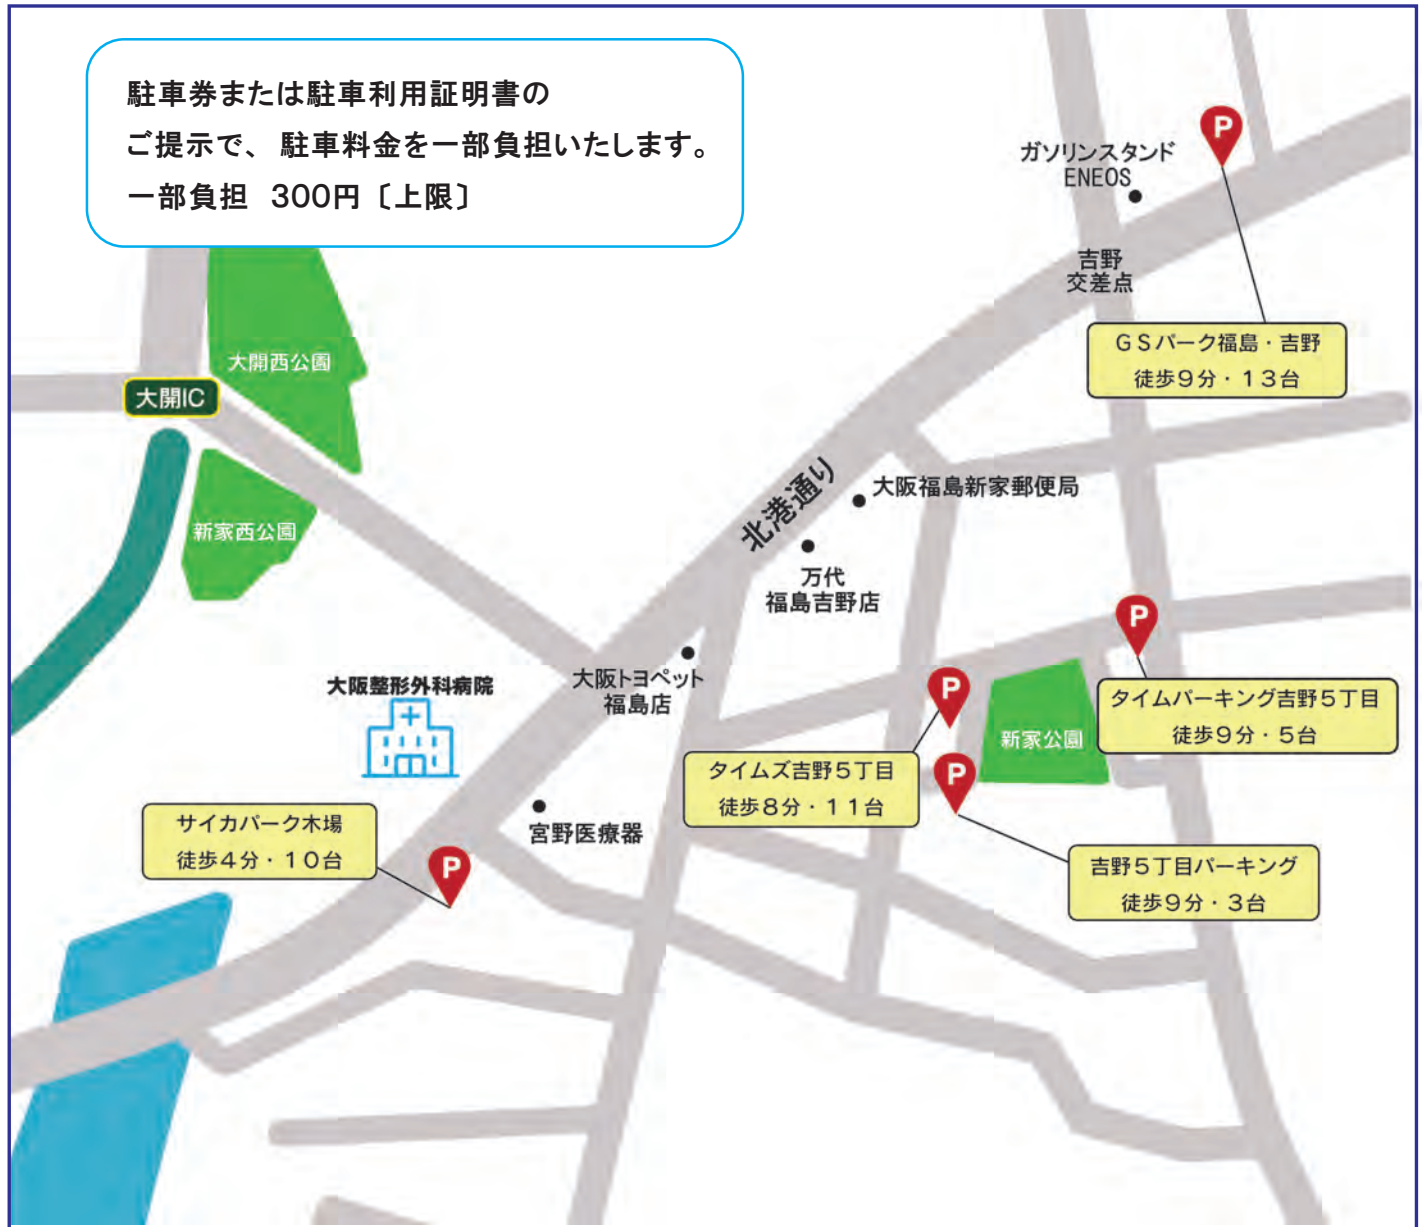 駐車券または駐車利用証明書の
ご提示で、駐車料金を一部負担いたします。
一部負担 300円〔上限〕
P
ガソリンスタンド
ENEOS
吉野
交差点
GSパーク福島・吉野
徒歩9分・13台
大開西公園
大開IC
北港通り
大阪福島新家郵便局
新家西公園
万代
福島吉野店
P
大阪トヨペット
福島店
大阪整形外科病院
P
タイムパーキング吉野5丁目
徒歩9分・5台
新家公園
タイムズ吉野5丁目
徒歩8分・11台
P
サイカパーク木場
徒歩4分・10台
宮野医療器
P
吉野5丁目パーキング
徒歩9分・3台